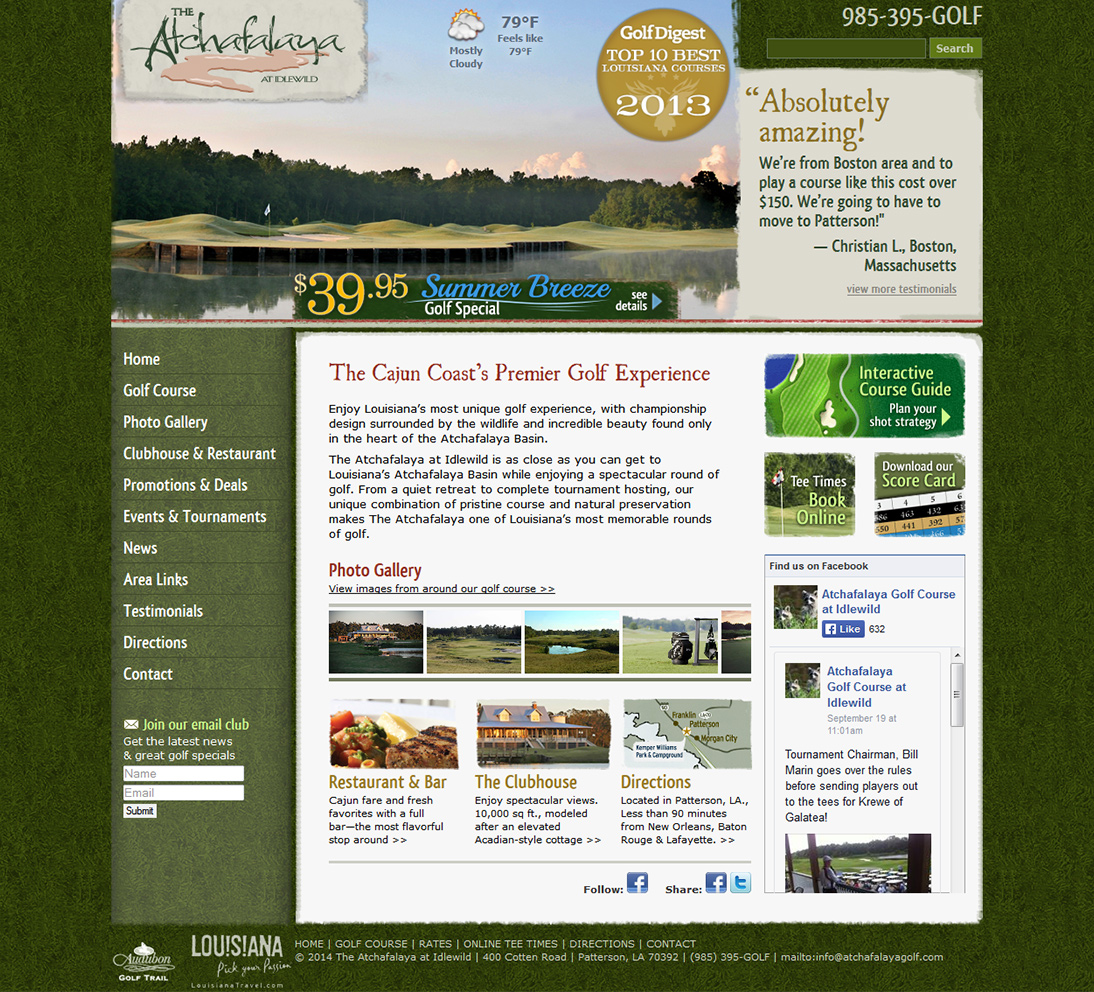 THE
Atchafalaya
AT IDLEWILD
Mostly
Cloudy
79°F
Feels like
79°F
GolfDigest
TOP 10 BEST
LOUISIANA COURSES
2013
985-395-GOLF
Search
“Absolutely
amazing!
We're from Boston area and to
play a course like this cost over
$150. We're going to have to
move to Patterson!"
— Christian L., Boston,
Massachusetts
view more testimonials
$39.95 Summer Breeze
Golf Special
see
details
Home
Golf Course
Photo Gallery
Clubhouse & Restaurant
Promotions & Deals
Events & Tournaments
News
Area Links
Testimonials
Directions
Contact
Join our email club
Get the latest news
& great golf specials
Name
Email
Submit
The Cajun Coast's Premier Golf Experience
Enjoy Louisiana's most unique golf experience, with championship
design surrounded by the wildlife and incredible beauty found only
in the heart of the Atchafalaya Basin.
The Atchafalaya at Idlewild is as close as you can get to
Louisiana's Atchafalaya Basin while enjoying a spectacular round of
golf. From a quiet retreat to complete tournament hosting, our
unique combination of pristine course and natural preservation
makes The Atchafalaya one of Louisiana's most memorable rounds
of golf.
Photo Gallery
View images from around our golf course >>
Franklin
90
Patterson
Morgan City
Kemper Williams
Park & Campground
Restaurant & Bar
Cajun fare and fresh
favorites with a full
bar—the most flavorful
stop around >>
The Clubhouse
Enjoy spectacular views.
10,000 sq ft., modeled
after an elevated
Acadian-style cottage >>
Directions
Located in Patterson, LA.,
Less than 90 minutes
from New Orleans, Baton
Rouge & Lafayette. >>
Follow:
Share:
Interactive
Course Guide
Plan your
shot strategy
Tee Times
Book
Online
Download our
Score Card
3 4 5 6
886 463 432 63
550 441 392 57
466
Find us on Facebook
Atchafalaya Golf Course
at Idlewild
Like 632
Atchafalaya
Golf Course at
Idlewild
September 19 at
11:01am
Tournament Chairman, Bill
Marin goes over the rules
before sending players out
to the tees for Krewe of
Galatea!
Audubon
GOLF TRAIL
LOU!S!ANA
Pick your Passion
LouisianaTravel.com
HOME | GOLF COURSE | RATES | ONLINE TEE TIMES | DIRECTIONS | CONTACT
© 2014 The Atchafalaya at Idlewild | 400 Cotten Road | Patterson, LA 70392 | (985) 395-GOLF | mailto:info@atchafalayagolf.com